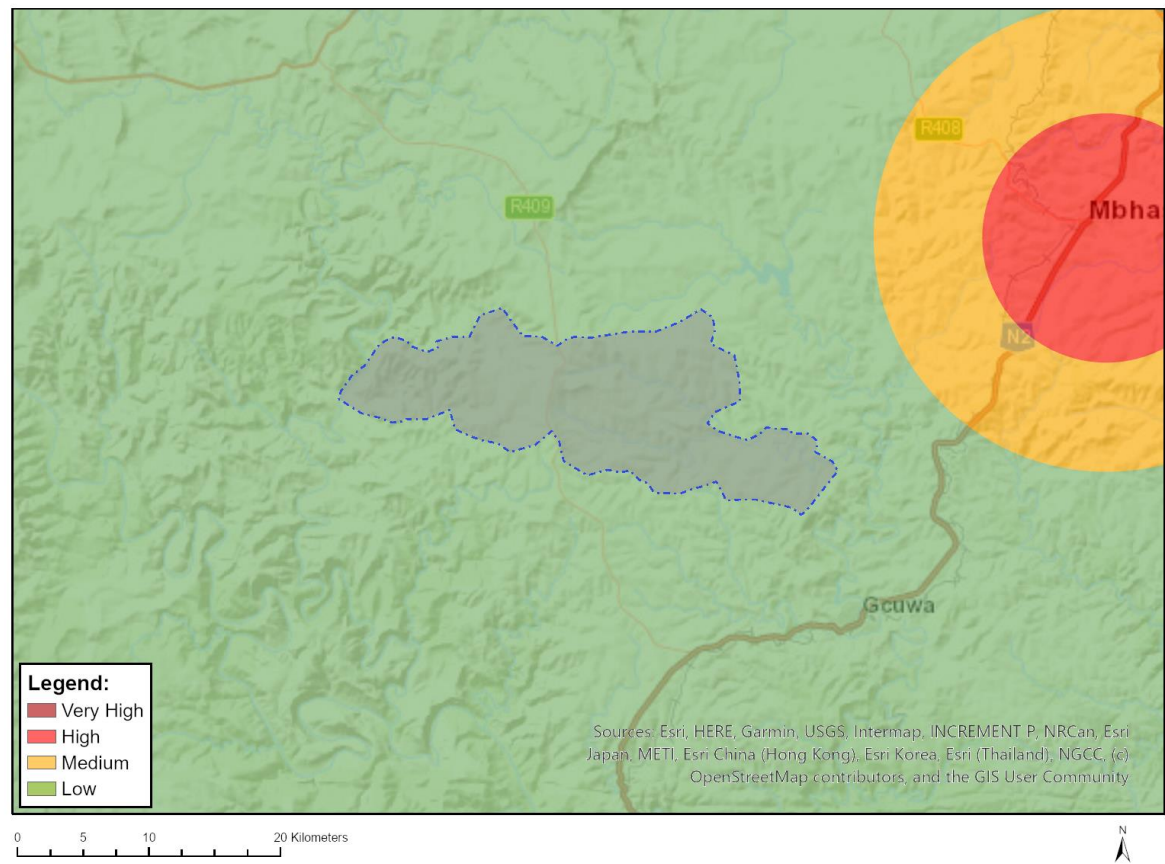 R408
R409
Mbha
N2
Gcuwa
Legend:
Very High
High
Medium
Low
Sources: Esri, HERE, Garmin, USGS, Intermap, INCREMENT P, NRCan, Esri
Japan, METI, Esri China (Hong Kong), Esri Korea, Esri (Thailand), NGCC, (c)
OpenStreetMap contributors, and the GIS User Community
0 5 10 20 Kilometers
N